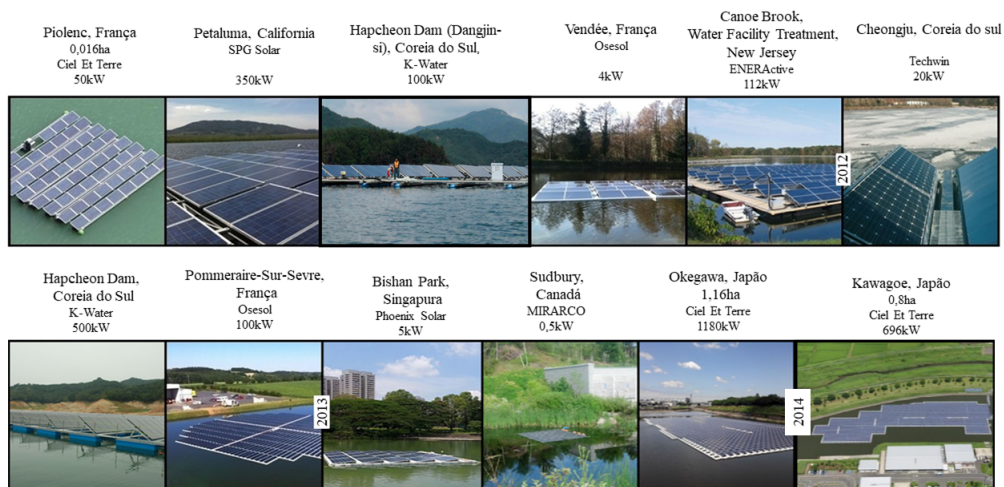 Piolenc, França
0,016ha
Ciel Et Terre
50kW
Petaluma, California
SPG Solar
350kW
Hapcheon Dam (Dangjin-
si), Coreia do Sul,
K-Water
100kW
Vendée, França
Osesol
4kW
Canoe Brook,
Water Facility Treatment,
New Jersey
ENERActive
112kW
Cheongju, Coreia do sul
Techwin
20kW
2012
Hapcheon Dam,
Coreia do Sul
K-Water
500kW
Pommeraire-Sur-Sevre,
França
Osesol
100kW
2013
Bishan Park,
Singapura
Phoenix Solar
5kW
Sudbury,
Canadá
MIRARCO
0,5kW
Okegawa, Japão
1,16ha
Ciel Et Terre
1180kW
2014
Kawagoe, Japão
0,8ha
Ciel Et Terre
696kW